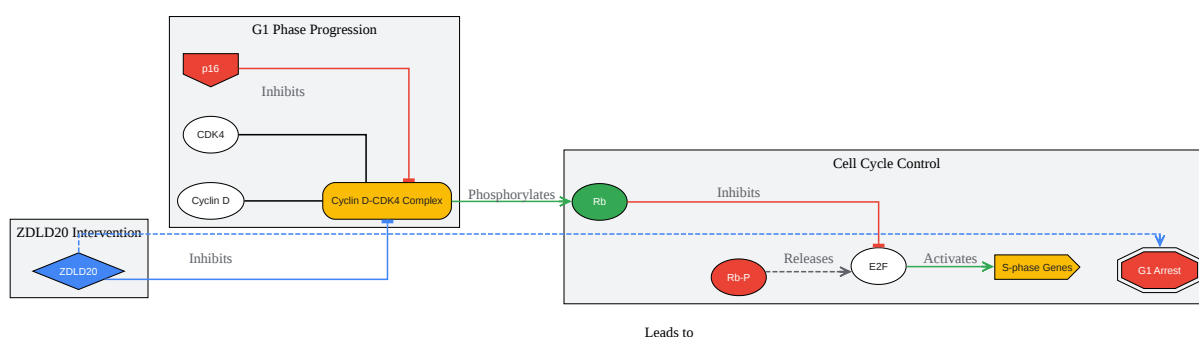 G1 Phase Progression
p16
Inhibits
CDK4
Cyclin D
Cyclin D-CDK4 Complex
Phosphorylates
ZDLD20 Intervention
ZDLD20
Inhibits
Cell Cycle Control
Rb
Inhibits
Rb-P
Releases
E2F
Activates
S-phase Genes
G1 Arrest
Leads to